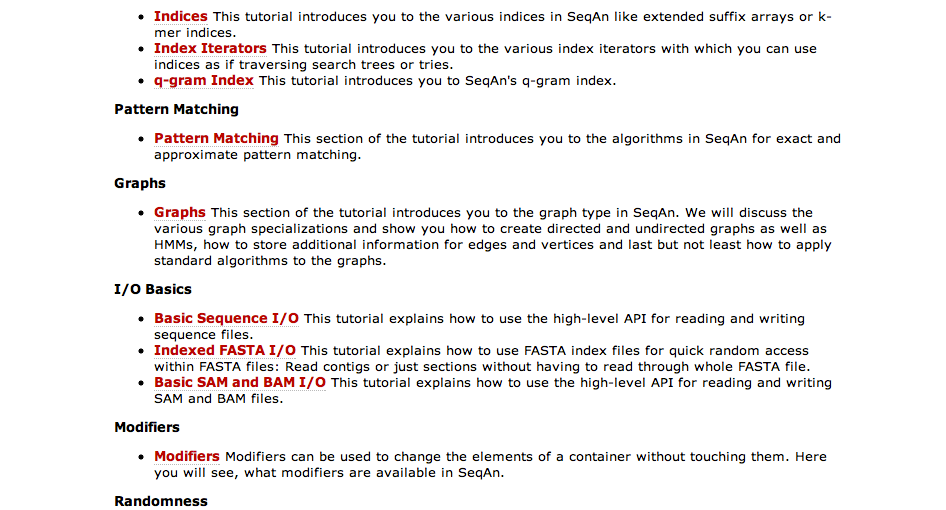 • Indices This tutorial introduces you to the various indices in SeqAn like extended suffix arrays or k-
mer indices.
• Index Iterators This tutorial introduces you to the various index iterators with which you can use
indices as if traversing search trees or tries.
• q-gram Index This tutorial introduces you to SeqAn's q-gram index.
Pattern Matching
• Pattern Matching This section of the tutorial introduces you to the algorithms in SeqAn for exact and
approximate pattern matching.
Graphs
• Graphs This section of the tutorial introduces you to the graph type in SeqAn. We will discuss the
various graph specializations and show you how to create directed and undirected graphs as well as
HMMs, how to store additional information for edges and vertices and last but not least how to apply
standard algorithms to the graphs.
I/O Basics
• Basic Sequence I/O This tutorial explains how to use the high-level API for reading and writing
sequence files.
• Indexed FASTA I/O This tutorial explains how to use FASTA index files for quick random access
within FASTA files: Read contigs or just sections without having to read through whole FASTA file.
• Basic SAM and BAM I/O This tutorial explains how to use the high-level API for reading and writing
SAM and BAM files.
Modifiers
• Modifiers Modifiers can be used to change the elements of a container without touching them. Here
you will see, what modifiers are available in SeqAn.
Randomness